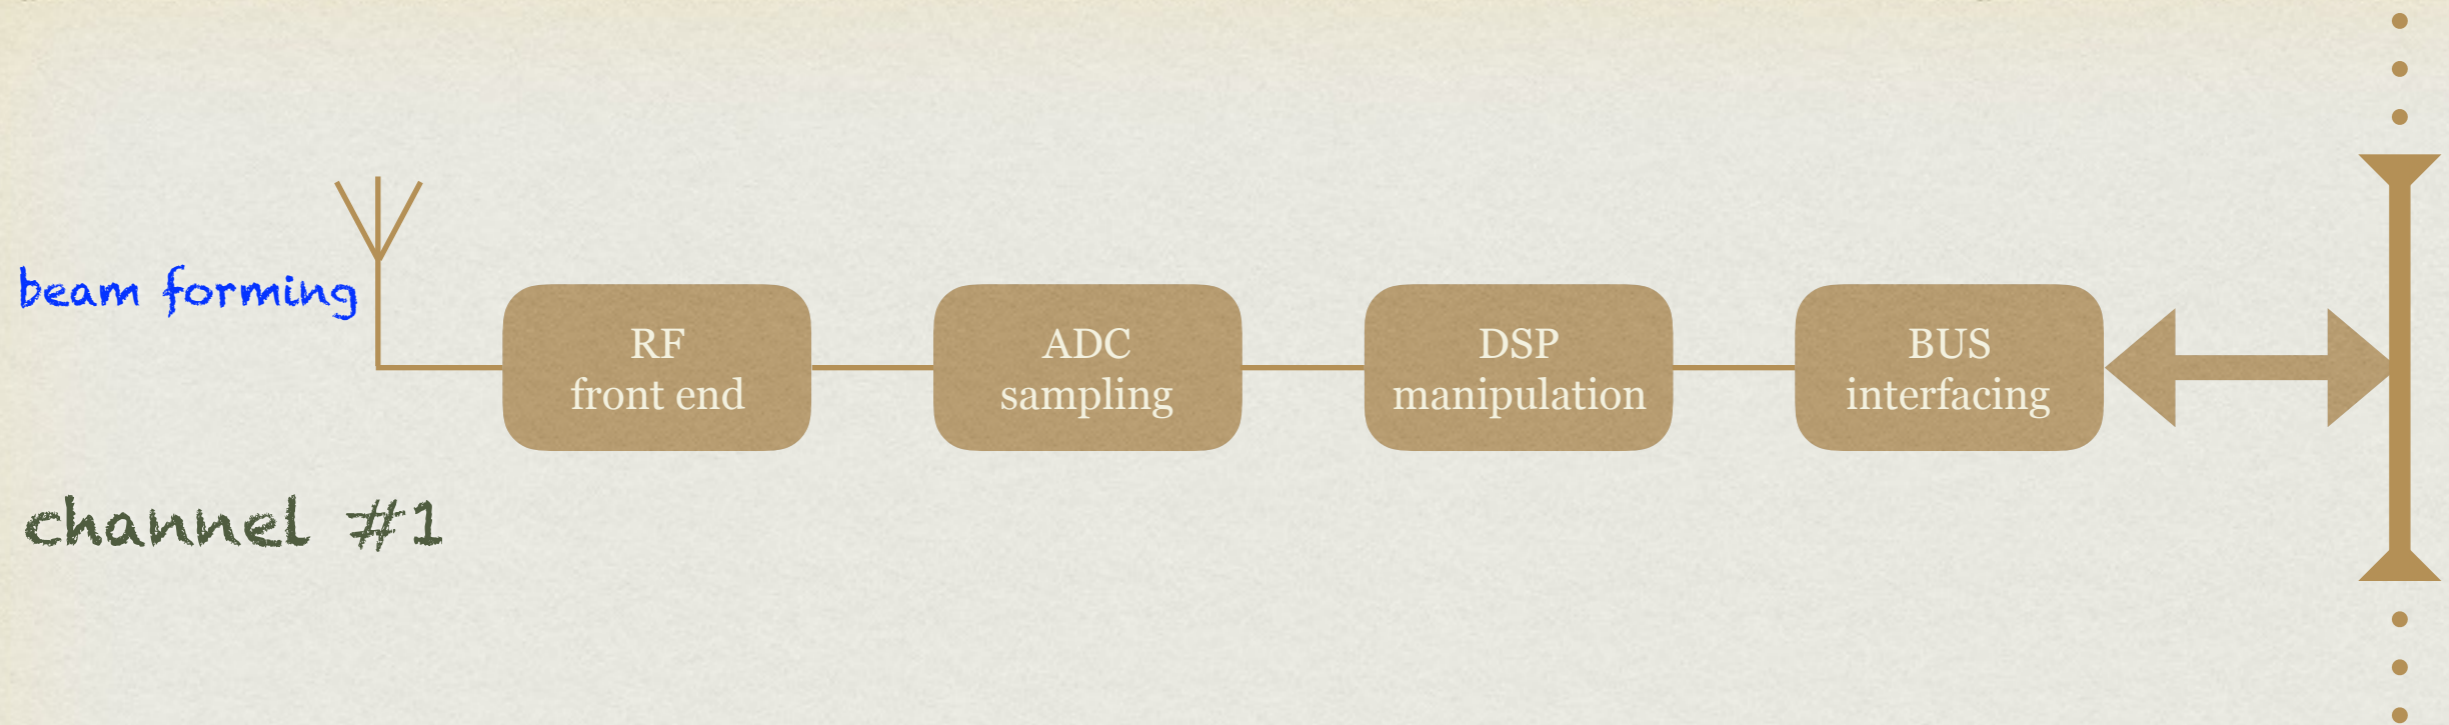 beam forming
RF
front end
ADC
sampling
DSP
manipulation
BUS
interfacing
channel #1